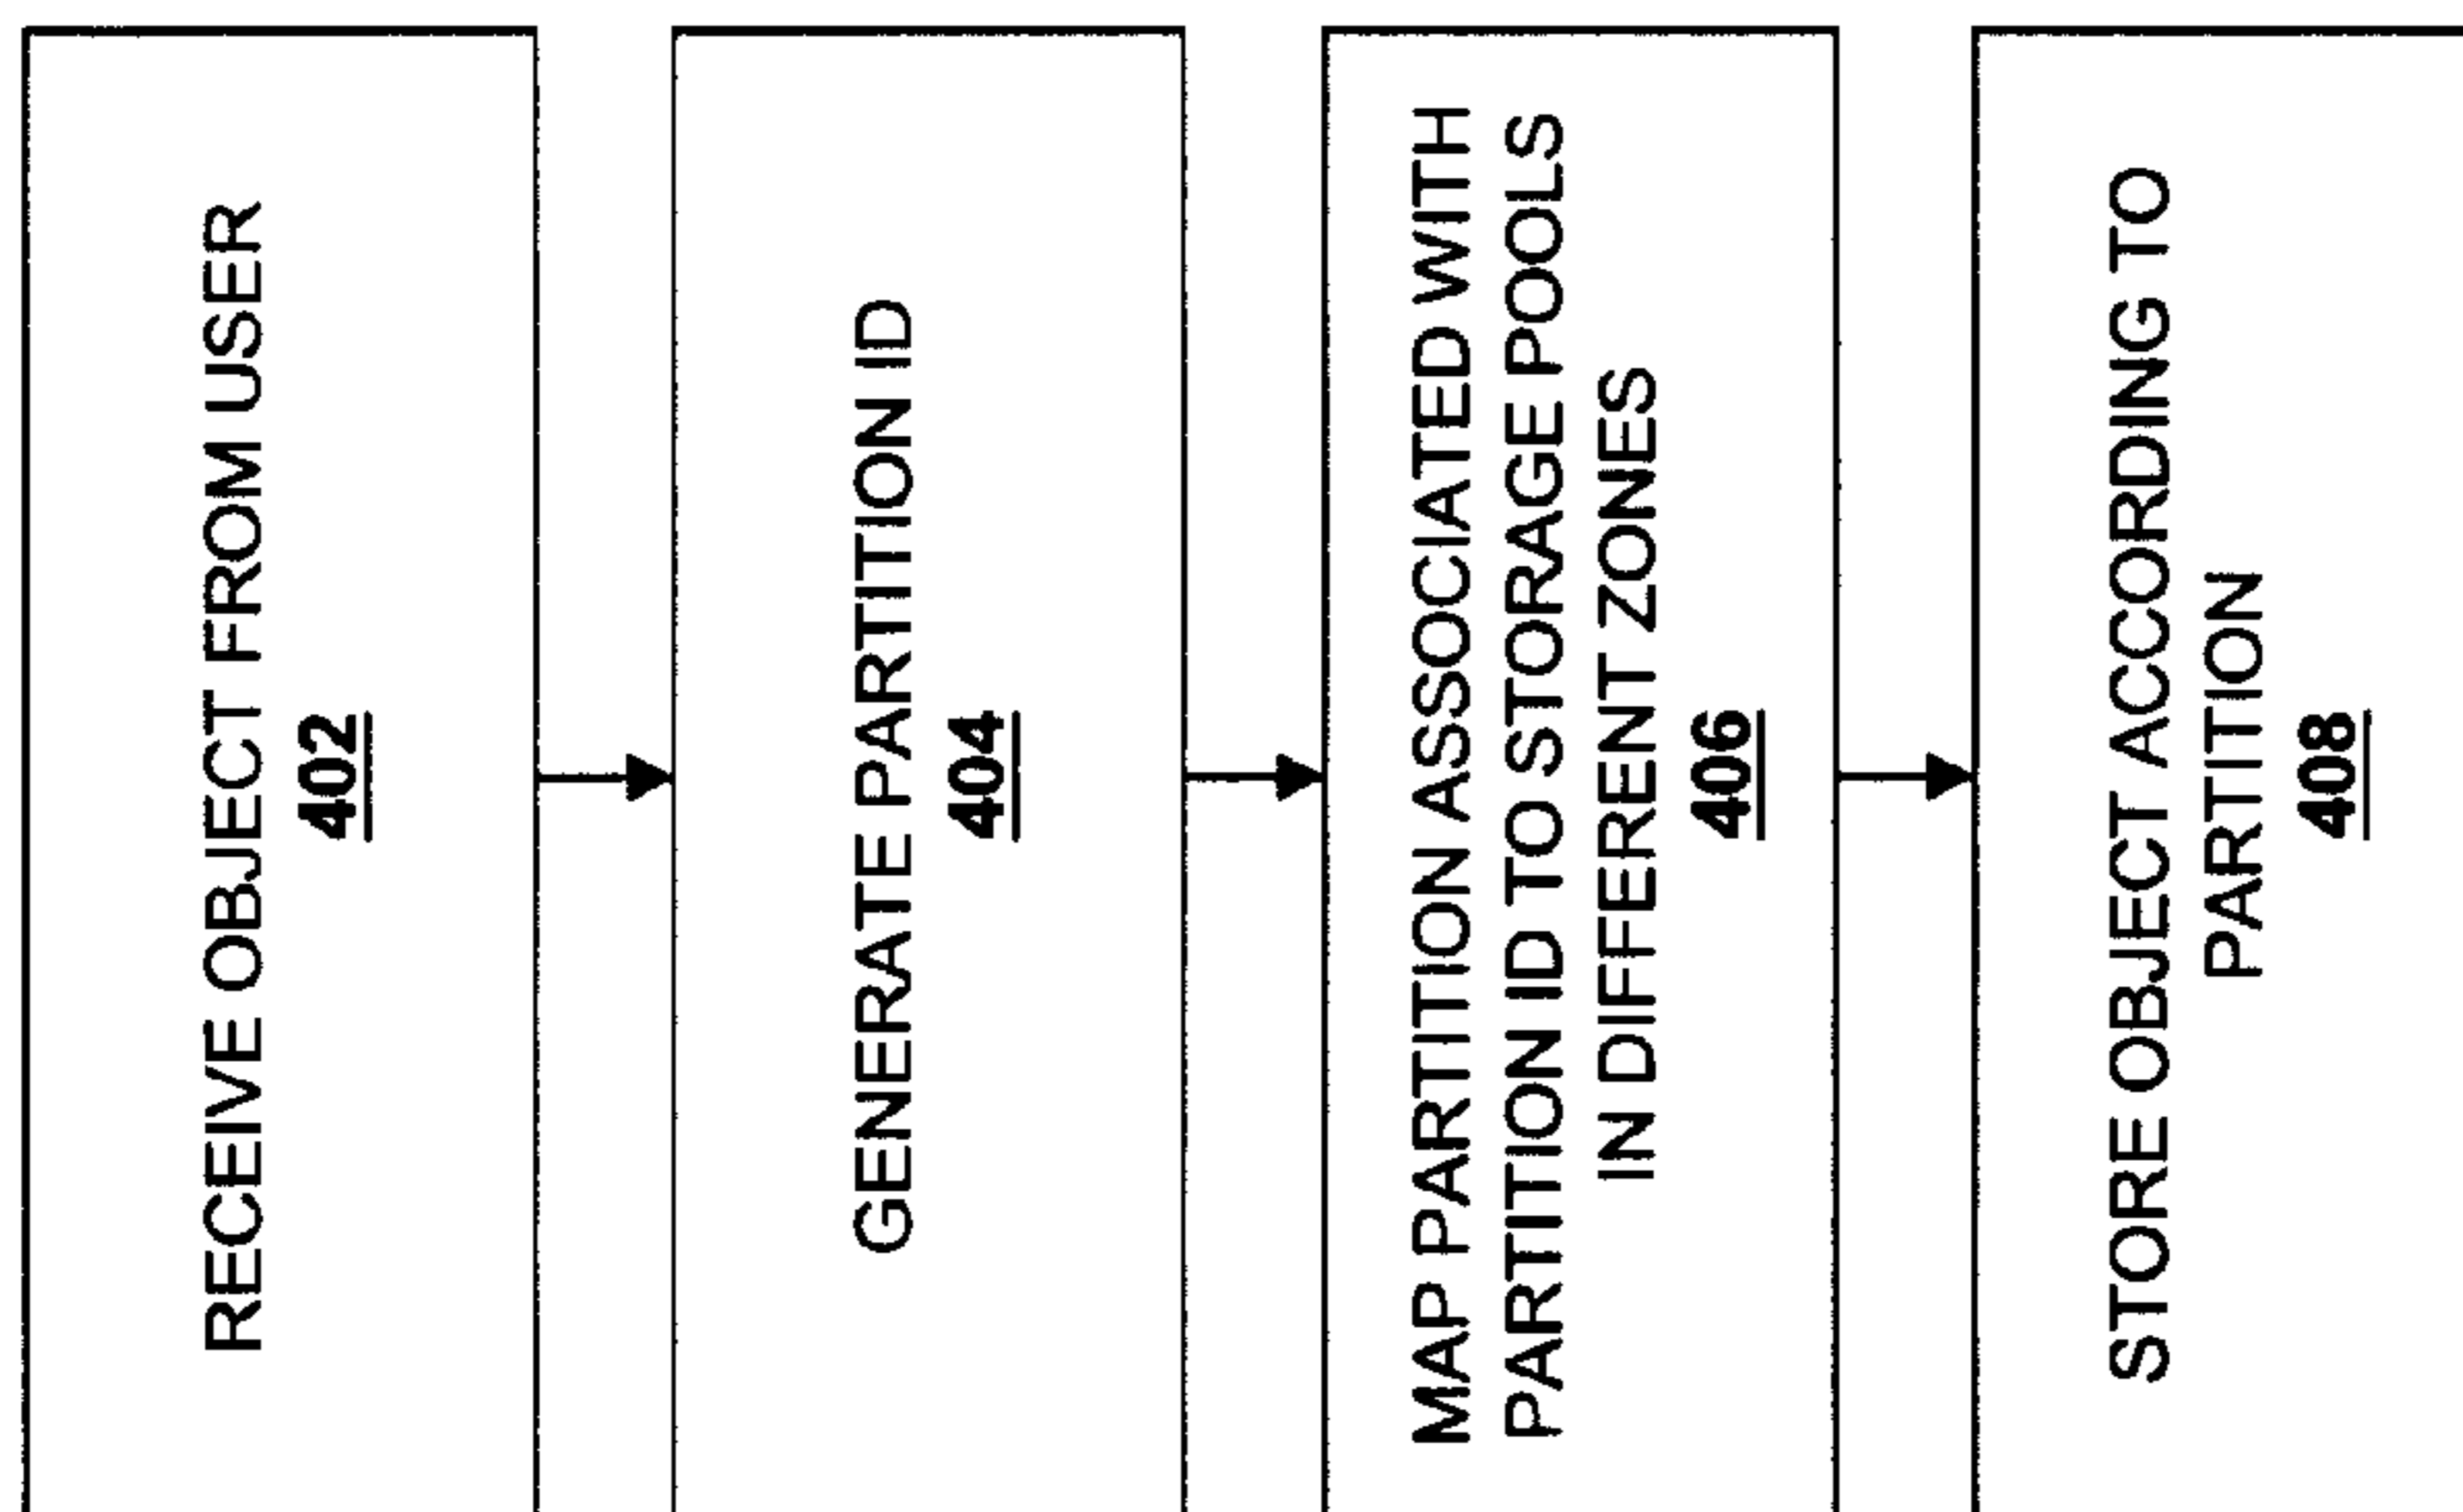 RECEIVE OBJECT FROM USER
402
GENERATE PARTITION ID
404
MAP PARTITION ASSOCIATED WITH
PARTITION ID TO STORAGE POOLS
IN DIFFERENT ZONES
406
STORE OBJECT ACCORDING TO
PARTITION
408